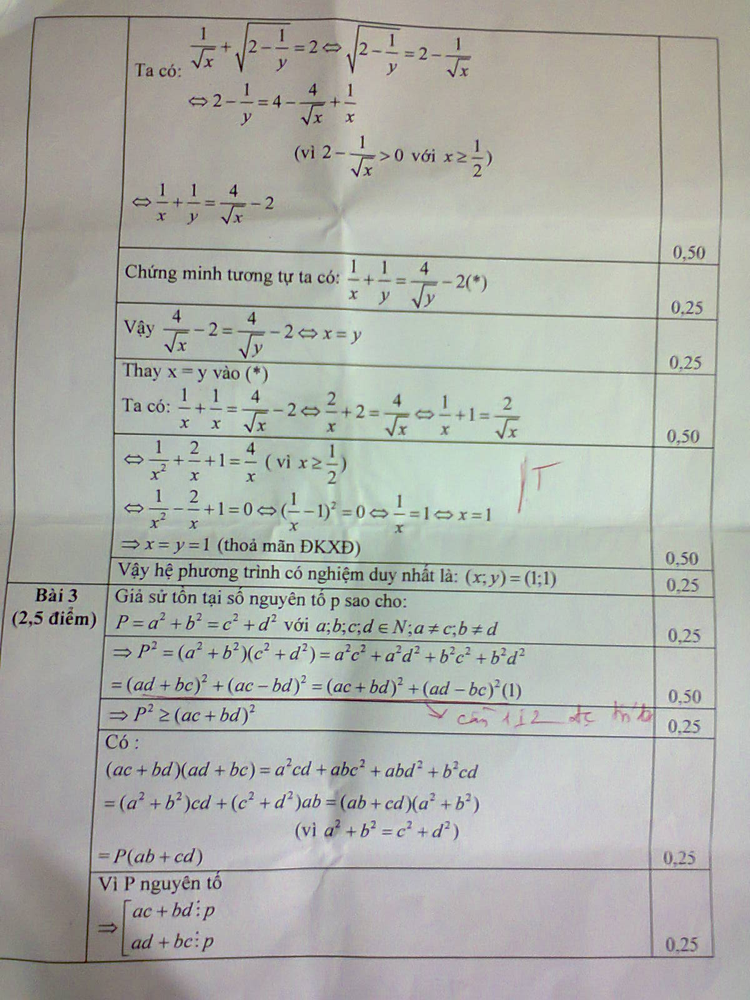 Ta có: 1/√x + √(2 − 1/y) = 2 ⇔ √(2 − 1/y) = 2 − 1/√x
⇔ 2 − 1/y = 4 − 4/√x + 1/x
(vì 2 − 1/√x > 0 với x ≥ 1/2)
⇔ 1/x + 1/y = 4/√x − 2
0,50
Chứng minh tương tự ta có: 1/x + 1/y = 4/√y − 2(*)
0,25
Vậy 4/√x − 2 = 4/√y − 2 ⇔ x = y
0,25
Thay x = y vào (*)
Ta có: 1/x + 1/x = 4/√x − 2 ⇔ 2/x + 2 = 4/√x ⇔ 1/x + 1 = 2/√x
0,50
⇔ 1/x² + 2/x + 1 = 4/x ( vì x ≥ 1/2)
⇔ 1/x² − 2/x + 1 = 0 ⇔ (1/x − 1)² = 0 ⇔ 1/x = 1 ⇔ x = 1
⇒ x = y = 1 (thoả mãn ĐKXĐ)
0,50
Vậy hệ phương trình có nghiệm duy nhất là: (x; y) = (1;1)
0,25
Bài 3
(2,5 điểm)
Giả sử tồn tại số nguyên tố p sao cho:
P = a² + b² = c² + d² với a;b;c;d ∈ N; a ≠ c; b ≠ d
0,25
⇒ P² = (a² + b²)(c² + d²) = a²c² + a²d² + b²c² + b²d²
= (ad + bc)² + (ac − bd)² = (ac + bd)² + (ad − bc)²(1)
0,50
⇒ P² ≥ (ac + bd)²
0,25
Có :
(ac + bd)(ad + bc) = a²cd + abc² + abd² + b²cd
= (a² + b²)cd + (c² + d²)ab = (ab + cd)(a² + b²)
(vì a² + b² = c² + d²)
= P(ab + cd)
0,25
Vì P nguyên tố
⇒ [ ac + bd ⋮ p
ad + bc ⋮ p
0,25